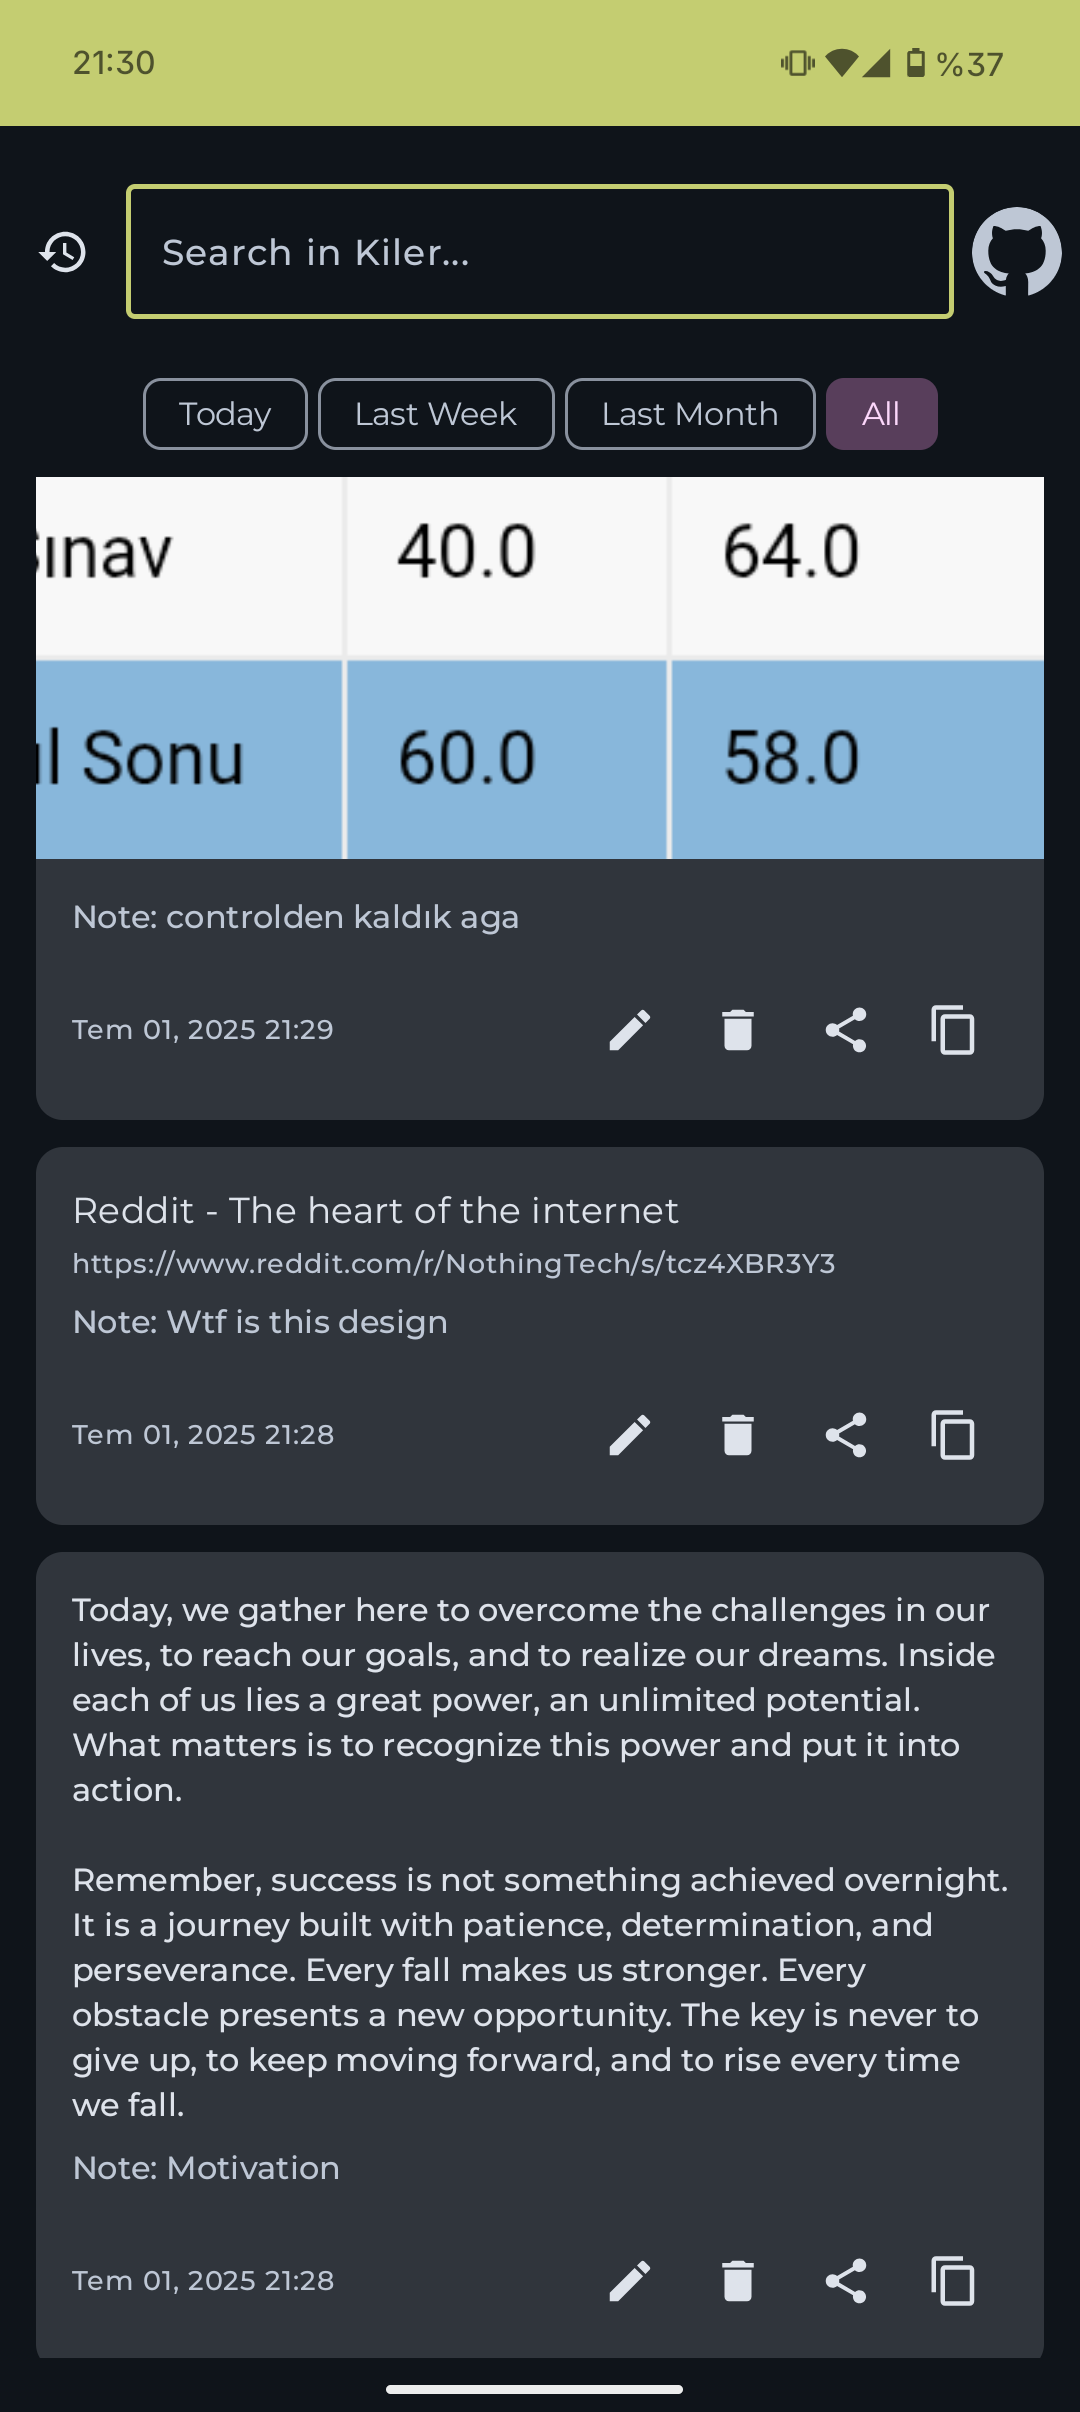 21:30 %37
Search in Kiler...
Today Last Week Last Month All
ınav 40.0 64.0
ıl Sonu 60.0 58.0
Note: controlden kaldık aga
Tem 01, 2025 21:29
Reddit - The heart of the internet
https://www.reddit.com/r/NothingTech/s/tcz4XBR3Y3
Note: Wtf is this design
Tem 01, 2025 21:28
Today, we gather here to overcome the challenges in our
lives, to reach our goals, and to realize our dreams. Inside
each of us lies a great power, an unlimited potential.
What matters is to recognize this power and put it into
action.
Remember, success is not something achieved overnight.
It is a journey built with patience, determination, and
perseverance. Every fall makes us stronger. Every
obstacle presents a new opportunity. The key is never to
give up, to keep moving forward, and to rise every time
we fall.
Note: Motivation
Tem 01, 2025 21:28